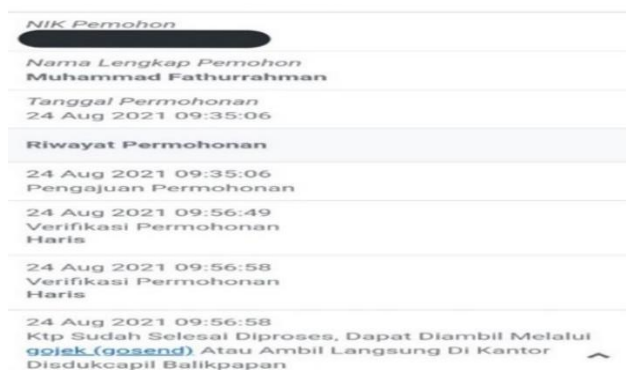 NIK Pemohon
Nama Lengkap Pemohon
Muhammad Fathurrahman
Tanggal Permohonan
24 Aug 2021 09:35:06
Riwayat Permohonan
24 Aug 2021 09:35:06
Pengajuan Permohonan
24 Aug 2021 09:56:49
Verifikasi Permohonan
Haris
24 Aug 2021 09:56:58
Verifikasi Permohonan
Haris
24 Aug 2021 09:56:58
Ktp Sudah Selesai Diproses, Dapat Diambil Melalui
gojek (gosend) Atau Ambil Langsung Di Kantor
Disdukcapil Balikpapan